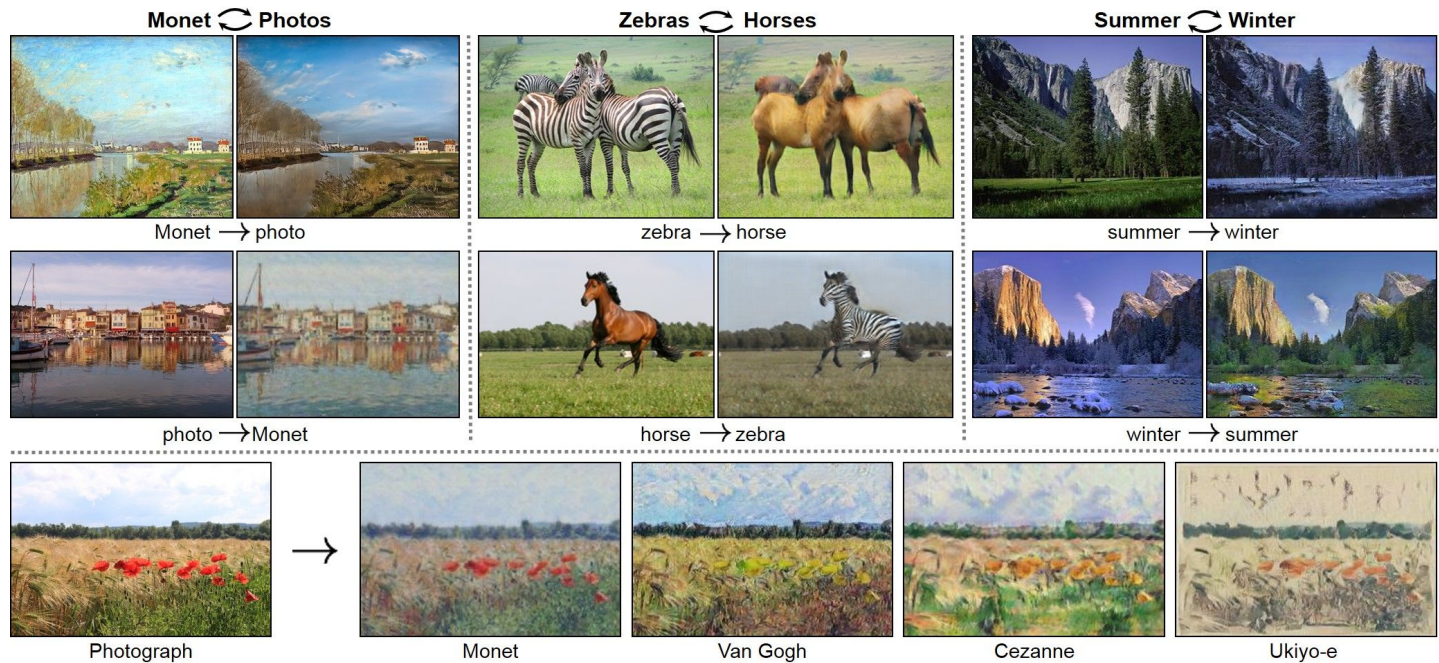 Monet Photos
Zebras Horses
Summer Winter
Monet → photo
zebra → horse
summer → winter
photo → Monet
horse → zebra
winter → summer
Photograph
Monet
Van Gogh
Cezanne
Ukiyo-e